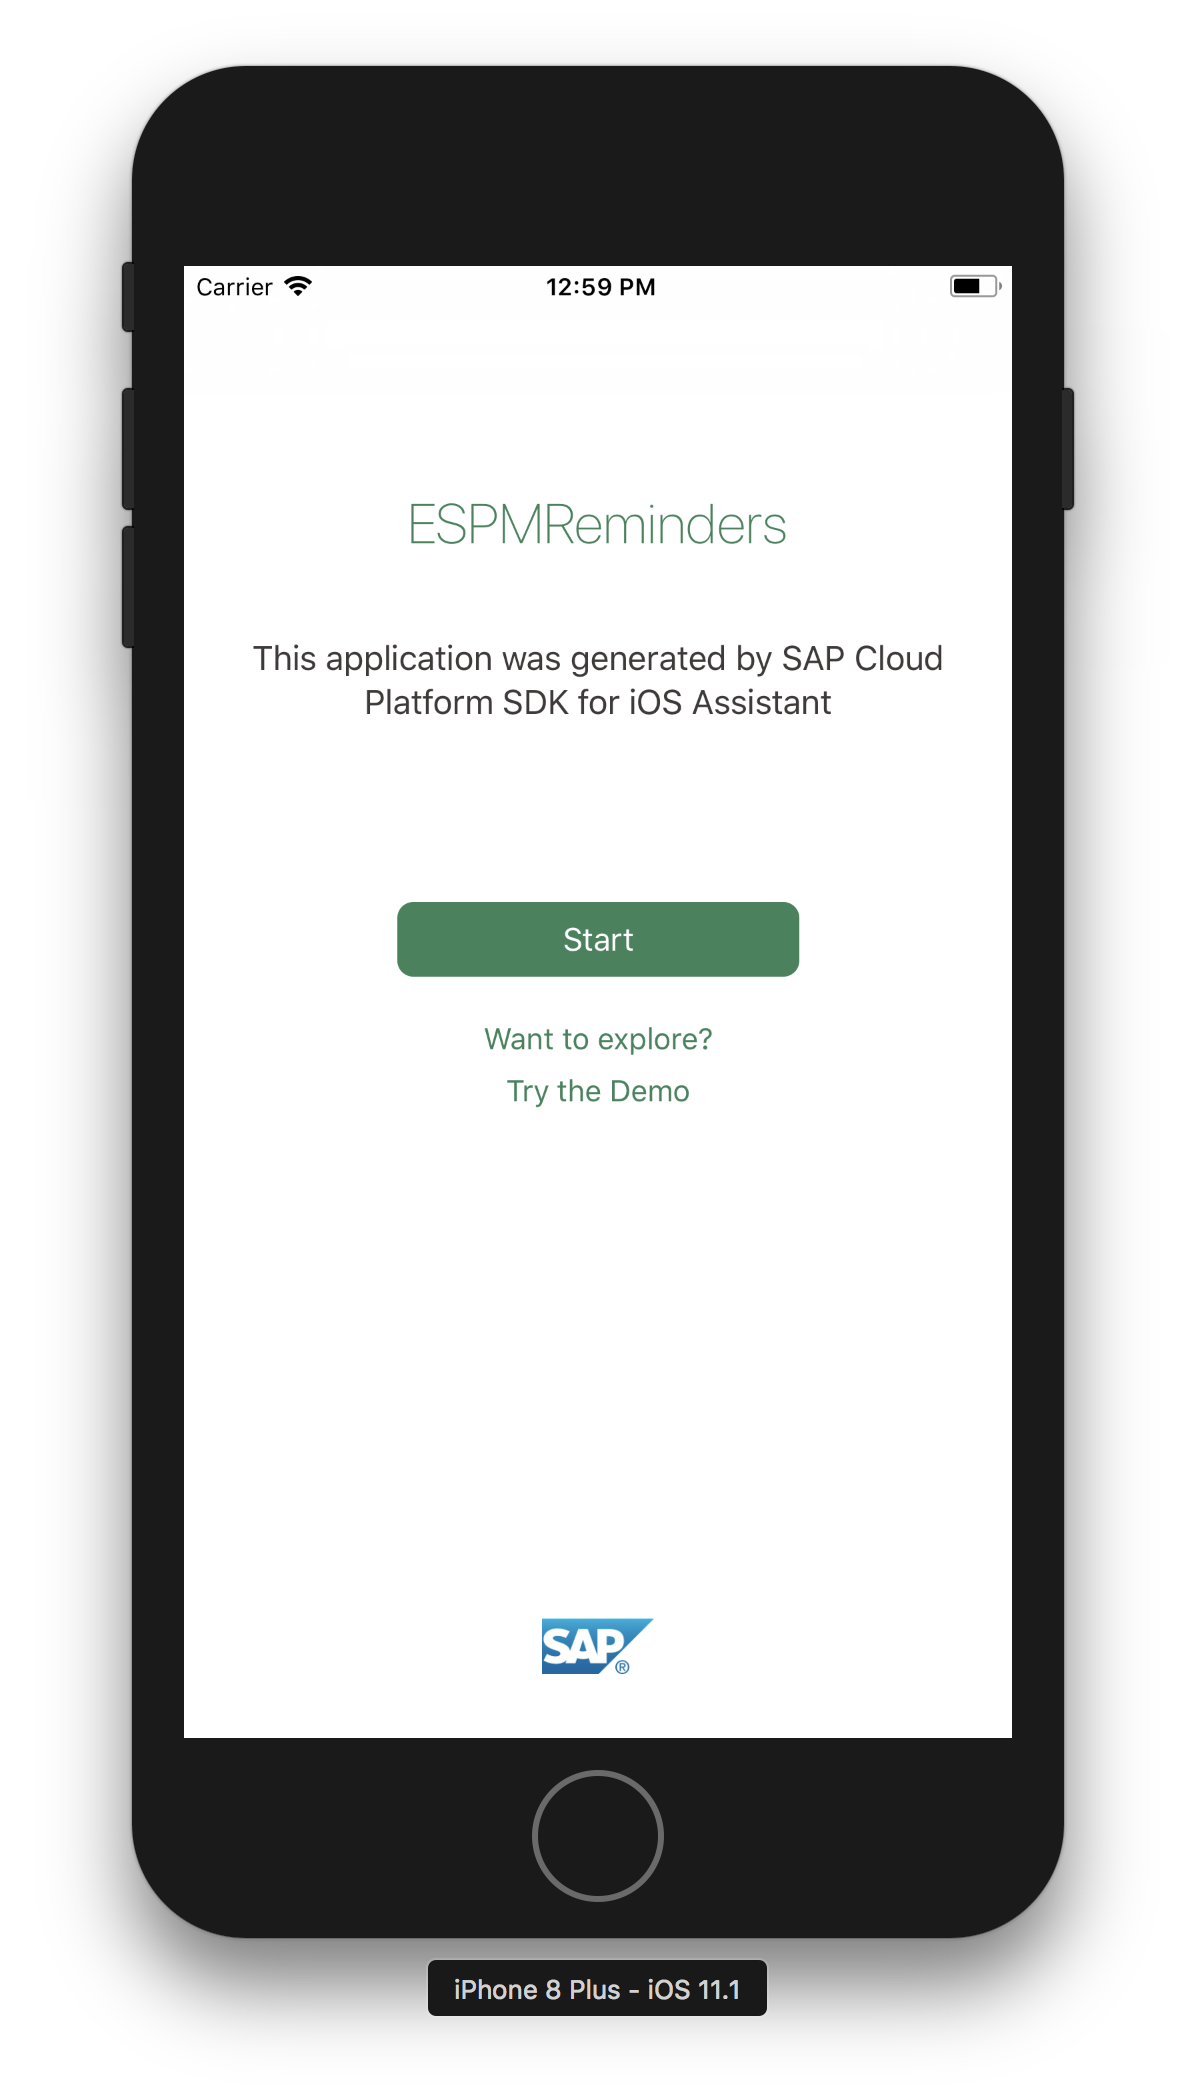 Carrier 12:59 PM
ESPMReminders
This application was generated by SAP Cloud
Platform SDK for iOS Assistant
Start
Want to explore?
Try the Demo
SAP®
iPhone 8 Plus - iOS 11.1